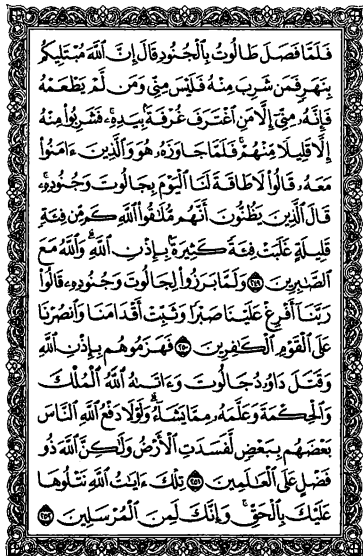 فَلَمَّا فَصَلَ طَالُوتُ بِٱلْجُنُودِ قَالَ إِنَّ ٱللَّهَ مُبْتَلِيكُم
بِنَهَرٍ فَمَن شَرِبَ مِنْهُ فَلَيْسَ مِنِّى وَمَن لَّمْ يَطْعَمْهُ
فَإِنَّهُۥ مِنِّىٓ إِلَّا مَنِ ٱغْتَرَفَ غُرْفَةًۢ بِيَدِهِۦ ۚ فَشَرِبُوا۟ مِنْهُ
إِلَّا قَلِيلًا مِّنْهُمْ ۚ فَلَمَّا جَاوَزَهُۥ هُوَ وَٱلَّذِينَ ءَامَنُوا۟
مَعَهُۥ قَالُوا۟ لَا طَاقَةَ لَنَا ٱلْيَوْمَ بِجَالُوتَ وَجُنُودِهِۦ ۚ
قَالَ ٱلَّذِينَ يَظُنُّونَ أَنَّهُم مُّلَـٰقُوا۟ ٱللَّهِ كَم مِّن فِئَةٍ
قَلِيلَةٍ غَلَبَتْ فِئَةً كَثِيرَةًۢ بِإِذْنِ ٱللَّهِ ۗ وَٱللَّهُ مَعَ
ٱلصَّـٰبِرِينَ ٢٤٩ وَلَمَّا بَرَزُوا۟ لِجَالُوتَ وَجُنُودِهِۦ قَالُوا۟
رَبَّنَآ أَفْرِغْ عَلَيْنَا صَبْرًا وَثَبِّتْ أَقْدَامَنَا وَٱنصُرْنَا
عَلَى ٱلْقَوْمِ ٱلْكَـٰفِرِينَ ٢٥٠ فَهَزَمُوهُم بِإِذْنِ ٱللَّهِ
وَقَتَلَ دَاوُۥدُ جَالُوتَ وَءَاتَىٰهُ ٱللَّهُ ٱلْمُلْكَ
وَٱلْحِكْمَةَ وَعَلَّمَهُۥ مِمَّا يَشَآءُ ۗ وَلَوْلَا دَفْعُ ٱللَّهِ ٱلنَّاسَ
بَعْضَهُم بِبَعْضٍ لَّفَسَدَتِ ٱلْأَرْضُ وَلَـٰكِنَّ ٱللَّهَ ذُو
فَضْلٍ عَلَى ٱلْعَـٰلَمِينَ ٢٥١ تِلْكَ ءَايَـٰتُ ٱللَّهِ نَتْلُوهَا
عَلَيْكَ بِٱلْحَقِّ ۚ وَإِنَّكَ لَمِنَ ٱلْمُرْسَلِينَ ٢٥٢